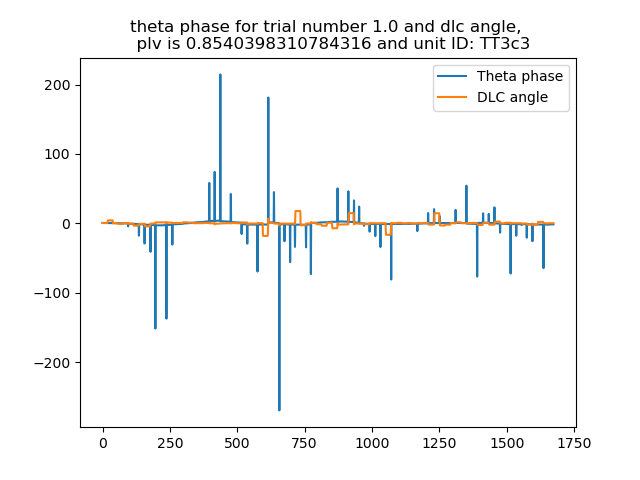 theta phase for trial number 1.0 and dlc angle,
plv is 0.8540398310784316 and unit ID: TT3c3
Theta phase
DLC angle
200
100
0
−100
−200
0 250 500 750 1000 1250 1500 1750